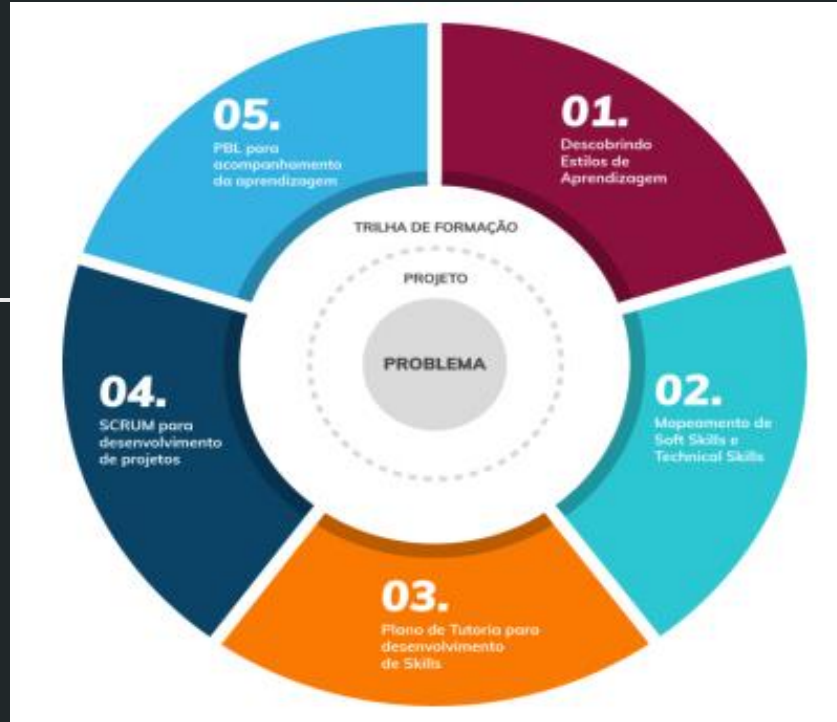 01.
Descobrindo
Estilos de
Aprendizagem
02.
Mapeamento de
Soft Skills e
Technical Skills
03.
Plano de Tutoria para
desenvolvimento
de Skills
04.
SCRUM para
desenvolvimento
de projetos
05.
PBL para
acompanhamento
da aprendizagem
TRILHA DE FORMAÇÃO
PROJETO
PROBLEMA